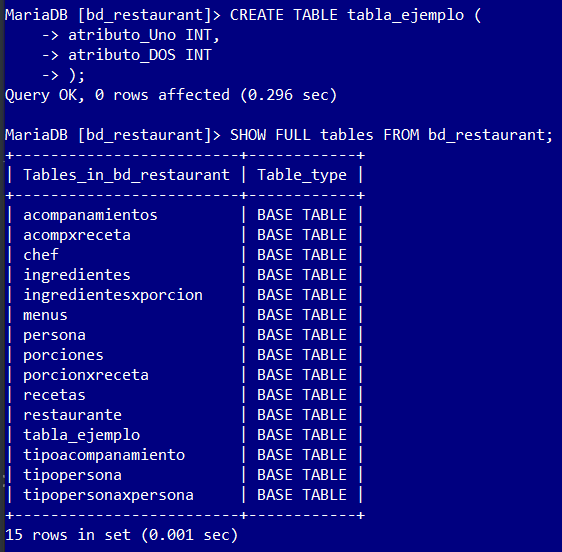 MariaDB [bd_restaurant]> CREATE TABLE tabla_ejemplo (
    -> atributo_Uno INT,
    -> atributo_DOS INT
    -> );
Query OK, 0 rows affected (0.296 sec)

MariaDB [bd_restaurant]> SHOW FULL tables FROM bd_restaurant;
+-------------------------+------------+
| Tables_in_bd_restaurant | Table_type |
+-------------------------+------------+
| acompanamientos         | BASE TABLE |
| acompxreceta            | BASE TABLE |
| chef                    | BASE TABLE |
| ingredientes            | BASE TABLE |
| ingredientesxporcion    | BASE TABLE |
| menus                   | BASE TABLE |
| persona                 | BASE TABLE |
| porciones               | BASE TABLE |
| porcionxreceta          | BASE TABLE |
| recetas                 | BASE TABLE |
| restaurante             | BASE TABLE |
| tabla_ejemplo           | BASE TABLE |
| tipoacompanamiento      | BASE TABLE |
| tipopersona             | BASE TABLE |
| tipopersonaxpersona     | BASE TABLE |
+-------------------------+------------+
15 rows in set (0.001 sec)